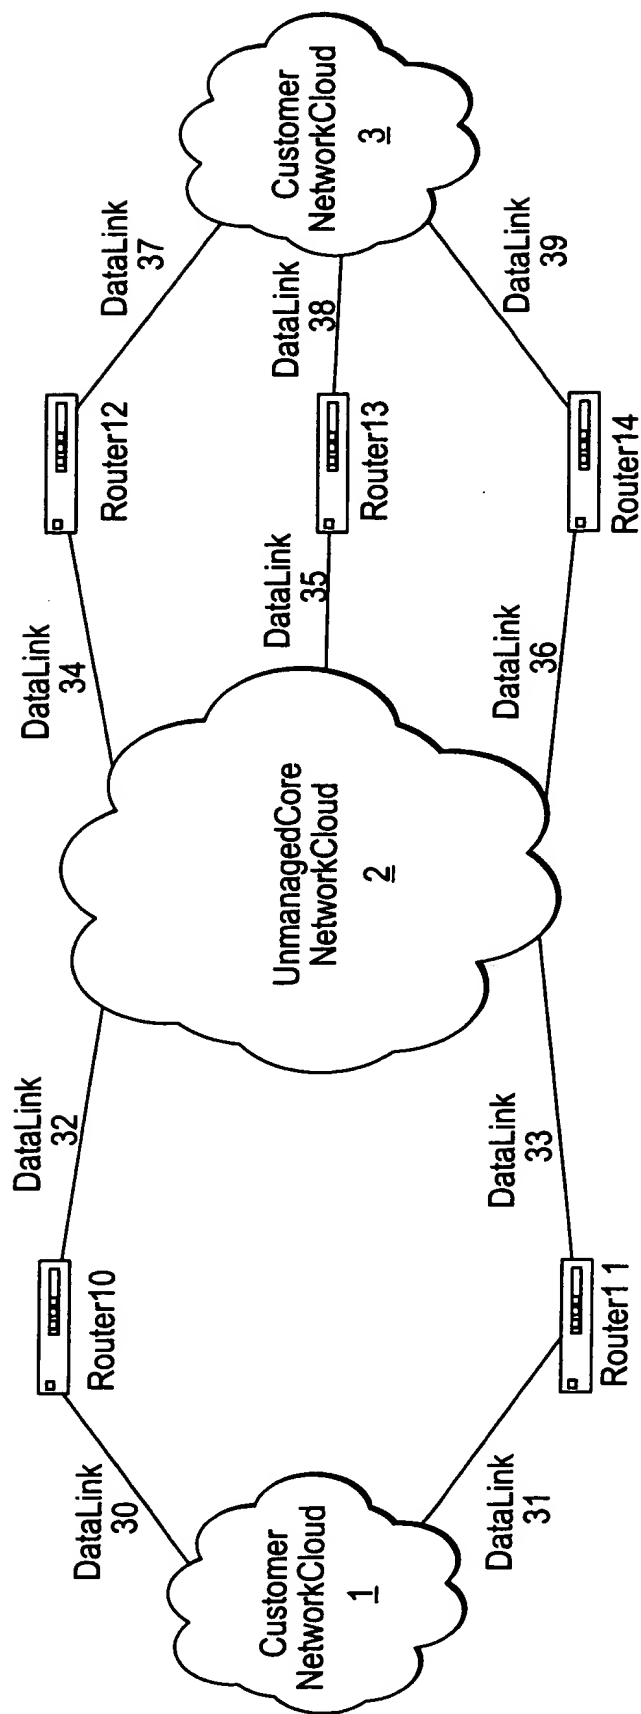 Customer
NetworkCloud
1
DataLink
30
DataLink
31
Router10
Router11
DataLink
32
DataLink
33
UnmanagedCore
NetworkCloud
2
DataLink
34
DataLink
35
DataLink
36
Router12
Router13
Router14
DataLink
37
DataLink
38
DataLink
39
Customer
NetworkCloud
3